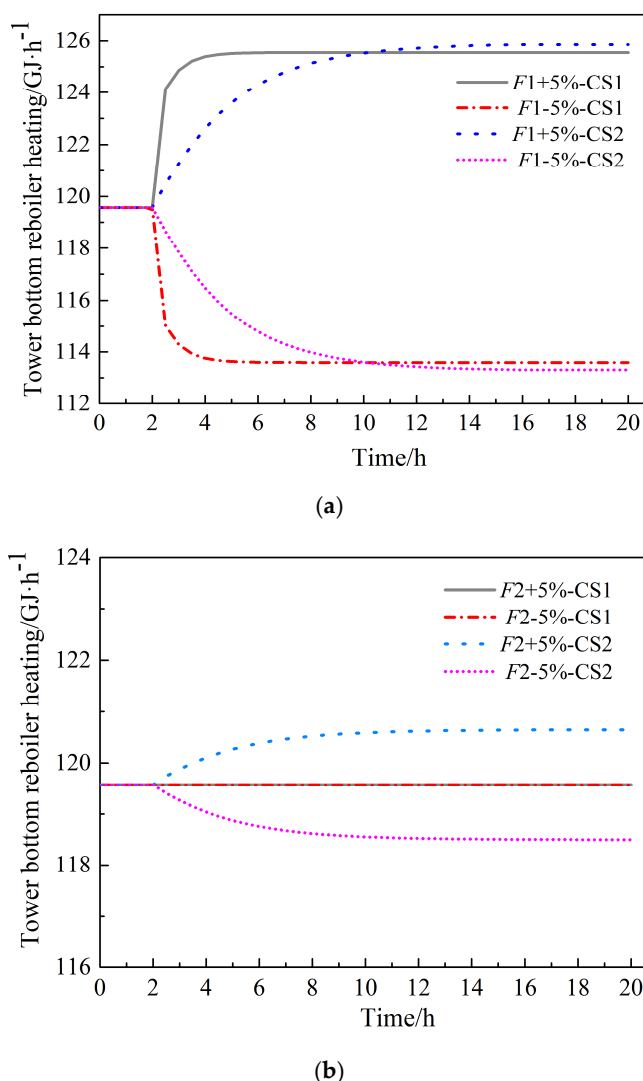 126
124
122
120
118
116
114
112
Tower bottom reboiler heating/GJ·h⁻¹
F1+5%-CS1
F1-5%-CS1
F1+5%-CS2
F1-5%-CS2
0 2 4 6 8 10 12 14 16 18 20
Time/h
(a)
124
122
120
118
116
Tower bottom reboiler heating/GJ·h⁻¹
F2+5%-CS1
F2-5%-CS1
F2+5%-CS2
F2-5%-CS2
0 2 4 6 8 10 12 14 16 18 20
Time/h
(b)